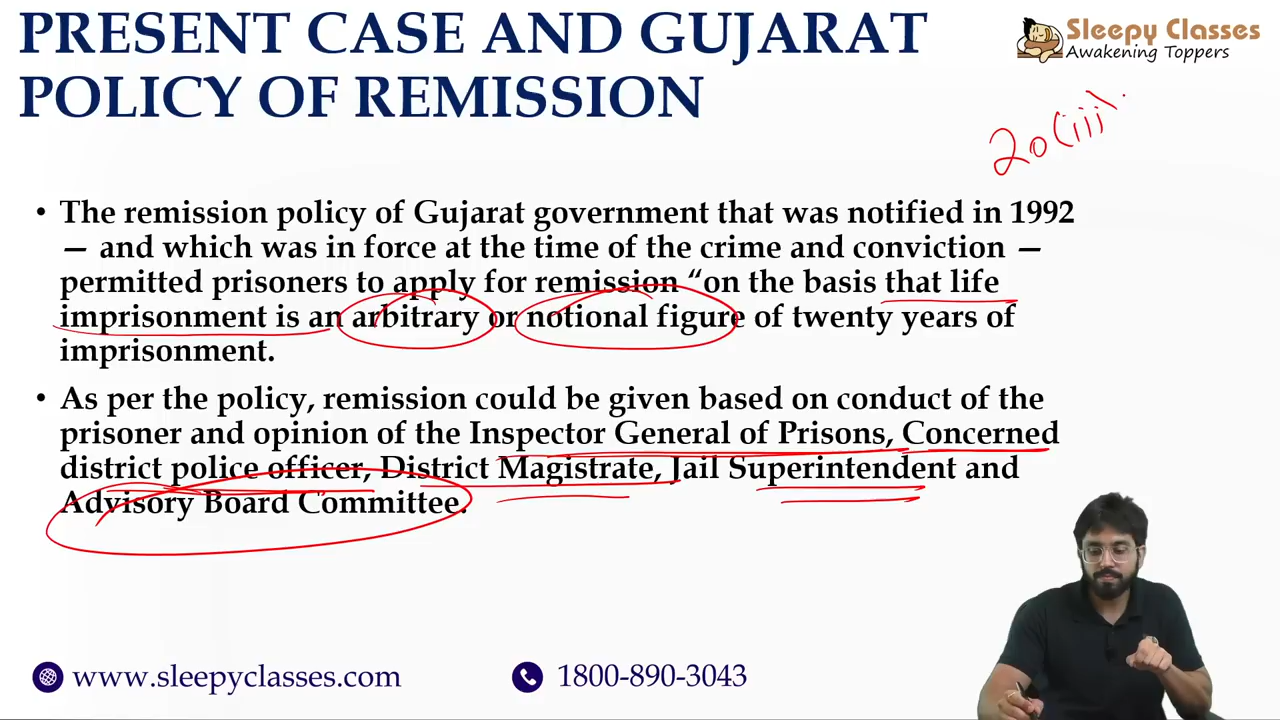 PRESENT CASE AND GUJARAT
POLICY OF REMISSION
Sleepy Classes
Awakening Toppers
20(iii).
• The remission policy of Gujarat government that was notified in 1992
— and which was in force at the time of the crime and conviction —
permitted prisoners to apply for remission “on the basis that life
imprisonment is an arbitrary or notional figure of twenty years of
imprisonment.
• As per the policy, remission could be given based on conduct of the
prisoner and opinion of the Inspector General of Prisons, Concerned
district police officer, District Magistrate, Jail Superintendent and
Advisory Board Committee.
www.sleepyclasses.com
1800-890-3043